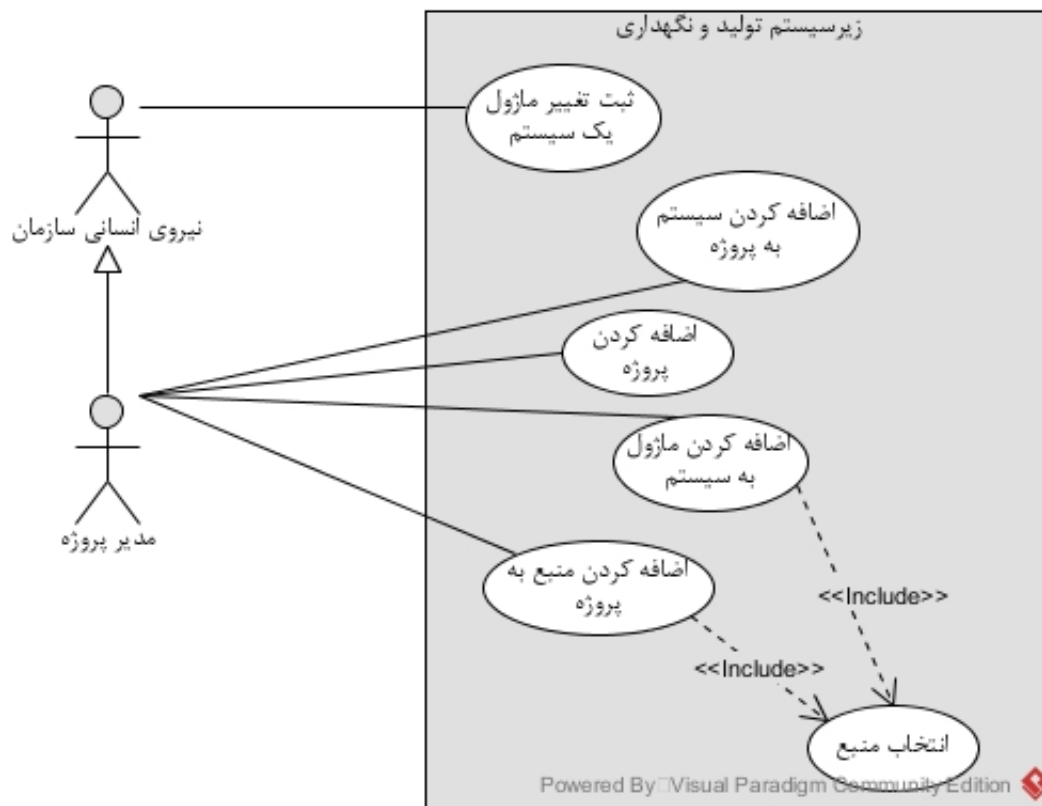 زیرسیستم تولید و نگهداری
ثبت تغییر ماژول
یک سیستم
نیروی انسانی سازمان
اضافه کردن سیستم
به پروژه
اضافه کردن
پروژه
اضافه کردن ماژول
به سیستم
مدیر پروژه
اضافه کردن منبع به
پروژه
<<Include>>
<<Include>>
انتخاب منبع
Powered By Visual Paradigm Community Edition